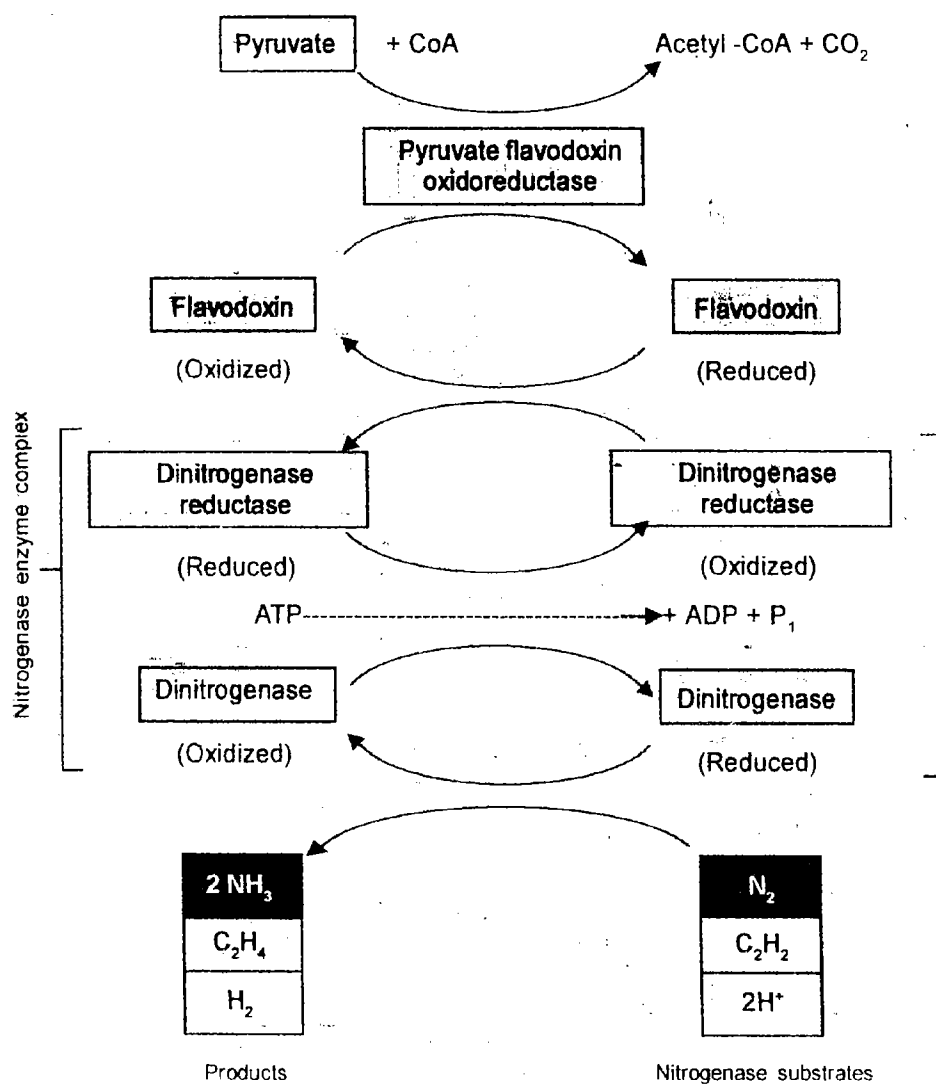 Pyruvate + CoA Acetyl -CoA + CO₂
Pyruvate flavodoxin
oxidoreductase
Flavodoxin Flavodoxin
(Oxidized) (Reduced)
Nitrogenase enzyme complex
Dinitrogenase
reductase
Dinitrogenase
reductase
(Reduced) (Oxidized)
ATP + ADP + P₁
Dinitrogenase Dinitrogenase
(Oxidized) (Reduced)
2 NH₃ N₂
C₂H₄ C₂H₂
H₂ 2H⁺
Products Nitrogenase substrates